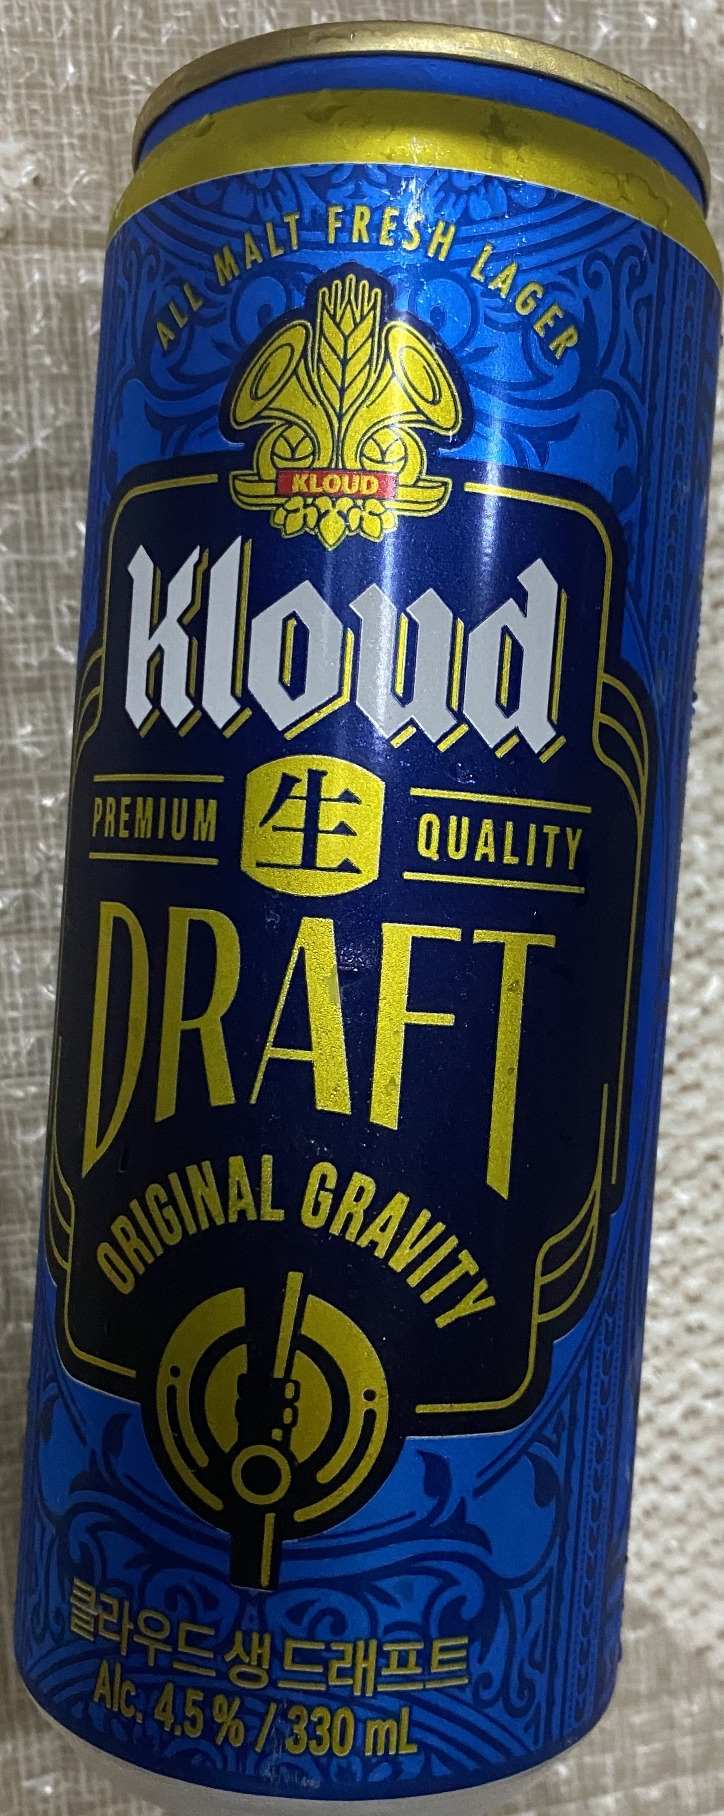 ALL MALT FRESH LAGER
KLOUD
Kloud
PREMIUM 生 QUALITY
DRAFT
ORIGINAL GRAVITY
클라우드 생 드래프트
Alc. 4.5 % / 330 mL